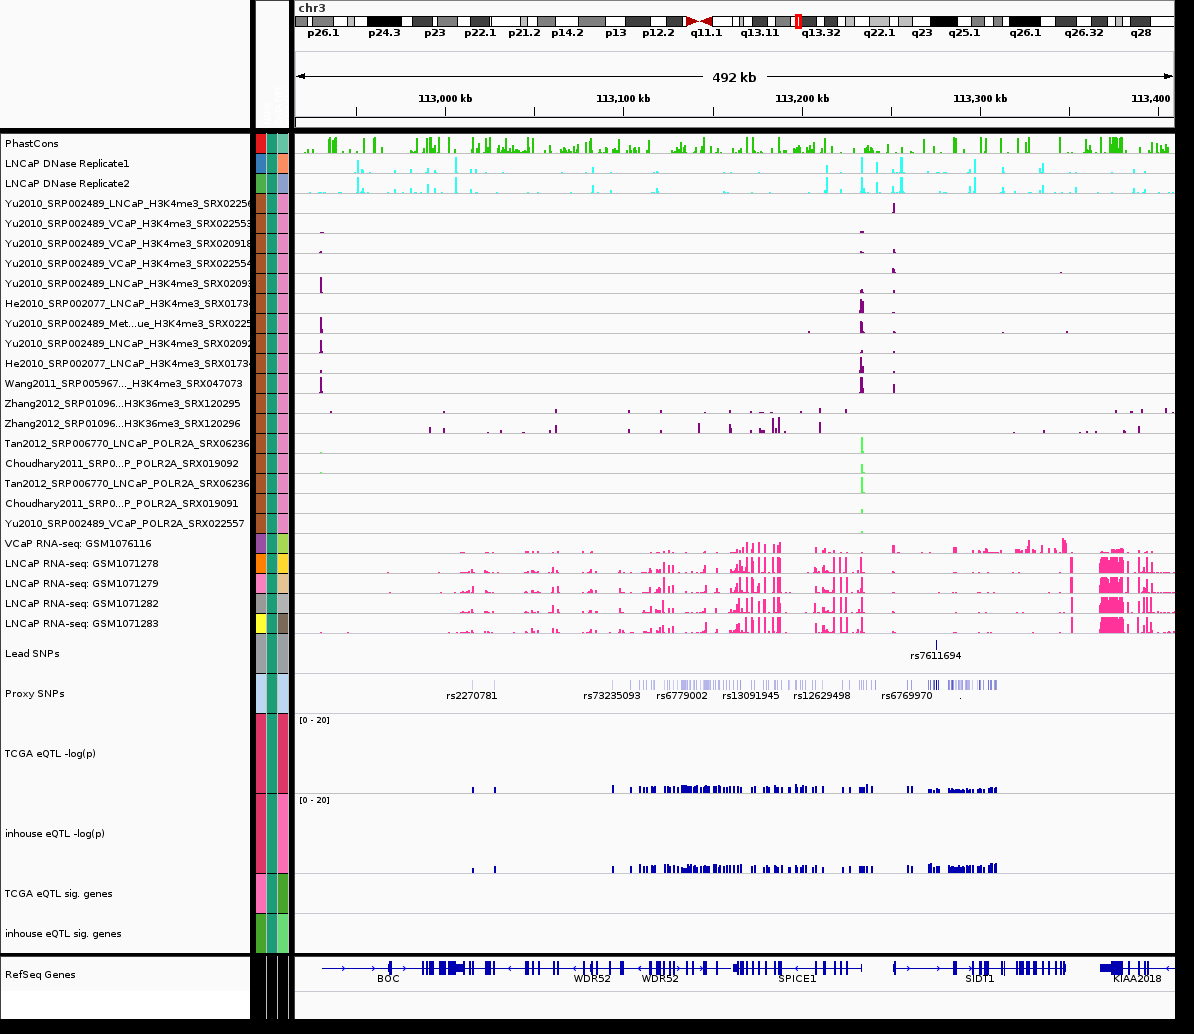 chr3
p26.1 p24.3 p23 p22.1 p21.2 p14.2 p13 p12.2 q11.1 q13.11 q13.32 q22.1 q23 q25.1 q26.1 q26.32 q28
492 kb
113,000 kb 113,100 kb 113,200 kb 113,300 kb 113,400
PhastCons
LNCaP DNase Replicate1
LNCaP DNase Replicate2
Yu2010_SRP002489_LNCaP_H3K4me3_SRX02250
Yu2010_SRP002489_VCaP_H3K4me3_SRX022553
Yu2010_SRP002489_VCaP_H3K4me3_SRX020918
Yu2010_SRP002489_VCaP_H3K4me3_SRX022554
Yu2010_SRP002489_LNCaP_H3K4me3_SRX0209
He2010_SRP002077_LNCaP_H3K4me3_SRX0173
Yu2010_SRP002489_Met...ue_H3K4me3_SRX0225
Yu2010_SRP002489_LNCaP_H3K4me3_SRX02092
He2010_SRP002077_LNCaP_H3K4me3_SRX0173
Wang2011_SRP005967..._H3K4me3_SRX047073
Zhang2012_SRP01096...H3K36me3_SRX120295
Zhang2012_SRP01096...H3K36me3_SRX120296
Tan2012_SRP006770_LNCaP_POLR2A_SRX06236
Choudhary2011_SRP0...P_POLR2A_SRX019092
Tan2012_SRP006770_LNCaP_POLR2A_SRX06236
Choudhary2011_SRP0...P_POLR2A_SRX019091
Yu2010_SRP002489_VCaP_POLR2A_SRX022557
VCaP RNA-seq: GSM1076116
LNCaP RNA-seq: GSM1071278
LNCaP RNA-seq: GSM1071279
LNCaP RNA-seq: GSM1071282
LNCaP RNA-seq: GSM1071283
Lead SNPs
rs7611694
Proxy SNPs
rs2270781 rs73235093 rs6779002 rs13091945 rs12629498 rs6769970 .
[0 - 20]
TCGA eQTL -log(p)
[0 - 20]
inhouse eQTL -log(p)
TCGA eQTL sig. genes
inhouse eQTL sig. genes
RefSeq Genes
BOC WDR52 WDR52 SPICE1 SIDT1 KIAA2018